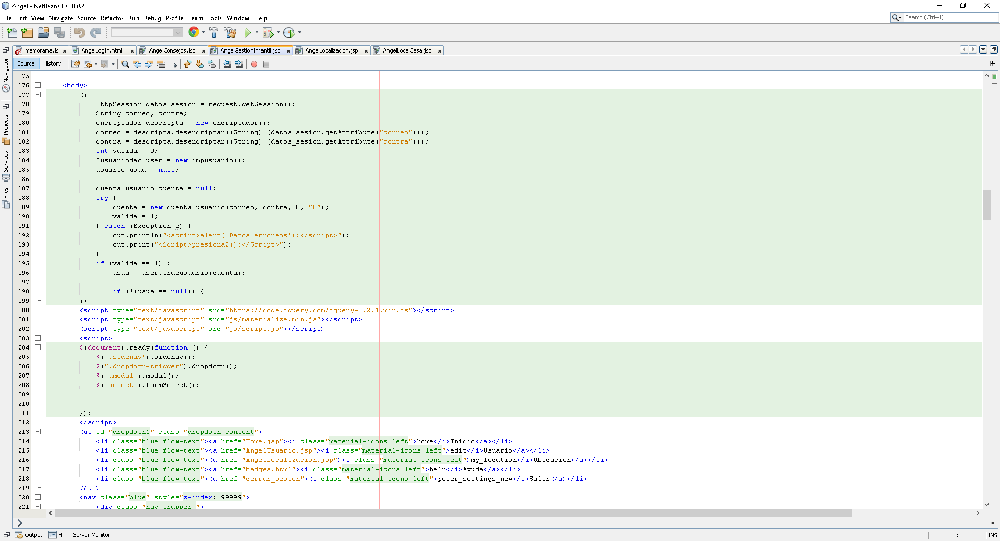 Angel - NetBeans IDE 8.0.2
File Edit View Navigate Source Refactor Run Debug Profile Team Tools Window Help
Search (Ctrl+I)
memorama.js AngelLogIn.html AngelConsejos.jsp AngelGestionInfantil.jsp AngelLocalizacion.jsp AngelLocalCasa.jsp
Source History
Navigator
Projects
Services
Files
175
176 <body>
177 <%
178 HttpSession datos_sesion = request.getSession();
179 String correo, contra;
180 encriptador descripta = new encriptador();
181 correo = descripta.desencriptar((String) (datos_sesion.getAttribute("correo")));
182 contra = descripta.desencriptar((String) (datos_sesion.getAttribute("contra")));
183 int valida = 0;
184 Iusuariodao user = new impusuario();
185 usuario usua = null;
186
187 cuenta_usuario cuenta = null;
188 try {
189 cuenta = new cuenta_usuario(correo, contra, 0, "0");
190 valida = 1;
191 } catch (Exception e) {
192 out.println("<script>alert('Datos erroneos');</script>");
193 out.print("<Script>presiona2();</Script>");
194 }
195 if (valida == 1) {
196 usua = user.traeusuario(cuenta);
197
198 if (!(usua == null)) {
199 %>
200 <script type="text/javascript" src="https://code.jquery.com/jquery-3.2.1.min.js"></script>
201 <script type="text/javascript" src="js/materialize.min.js"></script>
202 <script type="text/javascript" src="js/script.js"></script>
203 <script>
204 $(document).ready(function () {
205 $('.sidenav').sidenav();
206 $(".dropdown-trigger").dropdown();
207 $('.modal').modal();
208 $('select').formSelect();
209
210
211 });
212 </script>
213 <ul id="dropdown1" class="dropdown-content">
214 <li class="blue flow-text"><a href="Home.jsp"><i class="material-icons left">home</i>Inicio</a></li>
215 <li class="blue flow-text"><a href="AngelUsuario.jsp"><i class="material-icons left">edit</i>Usuario</a></li>
216 <li class="blue flow-text"><a href="AngelLocalizacion.jsp"><i class="material-icons left">my_location</i>Ubicación</a></li>
217 <li class="blue flow-text"><a href="badges.html"><i class="material-icons left">help</i>Ayuda</a></li>
218 <li class="blue flow-text"><a href="cerrar_sesion"><i class="material-icons left">power_settings_new</i>Salir</a></li>
219 </ul>
220 <nav class="blue" style="z-index: 99999">
221 <div class="nav-wrapper ">
Output HTTP Server Monitor
1:1 INS